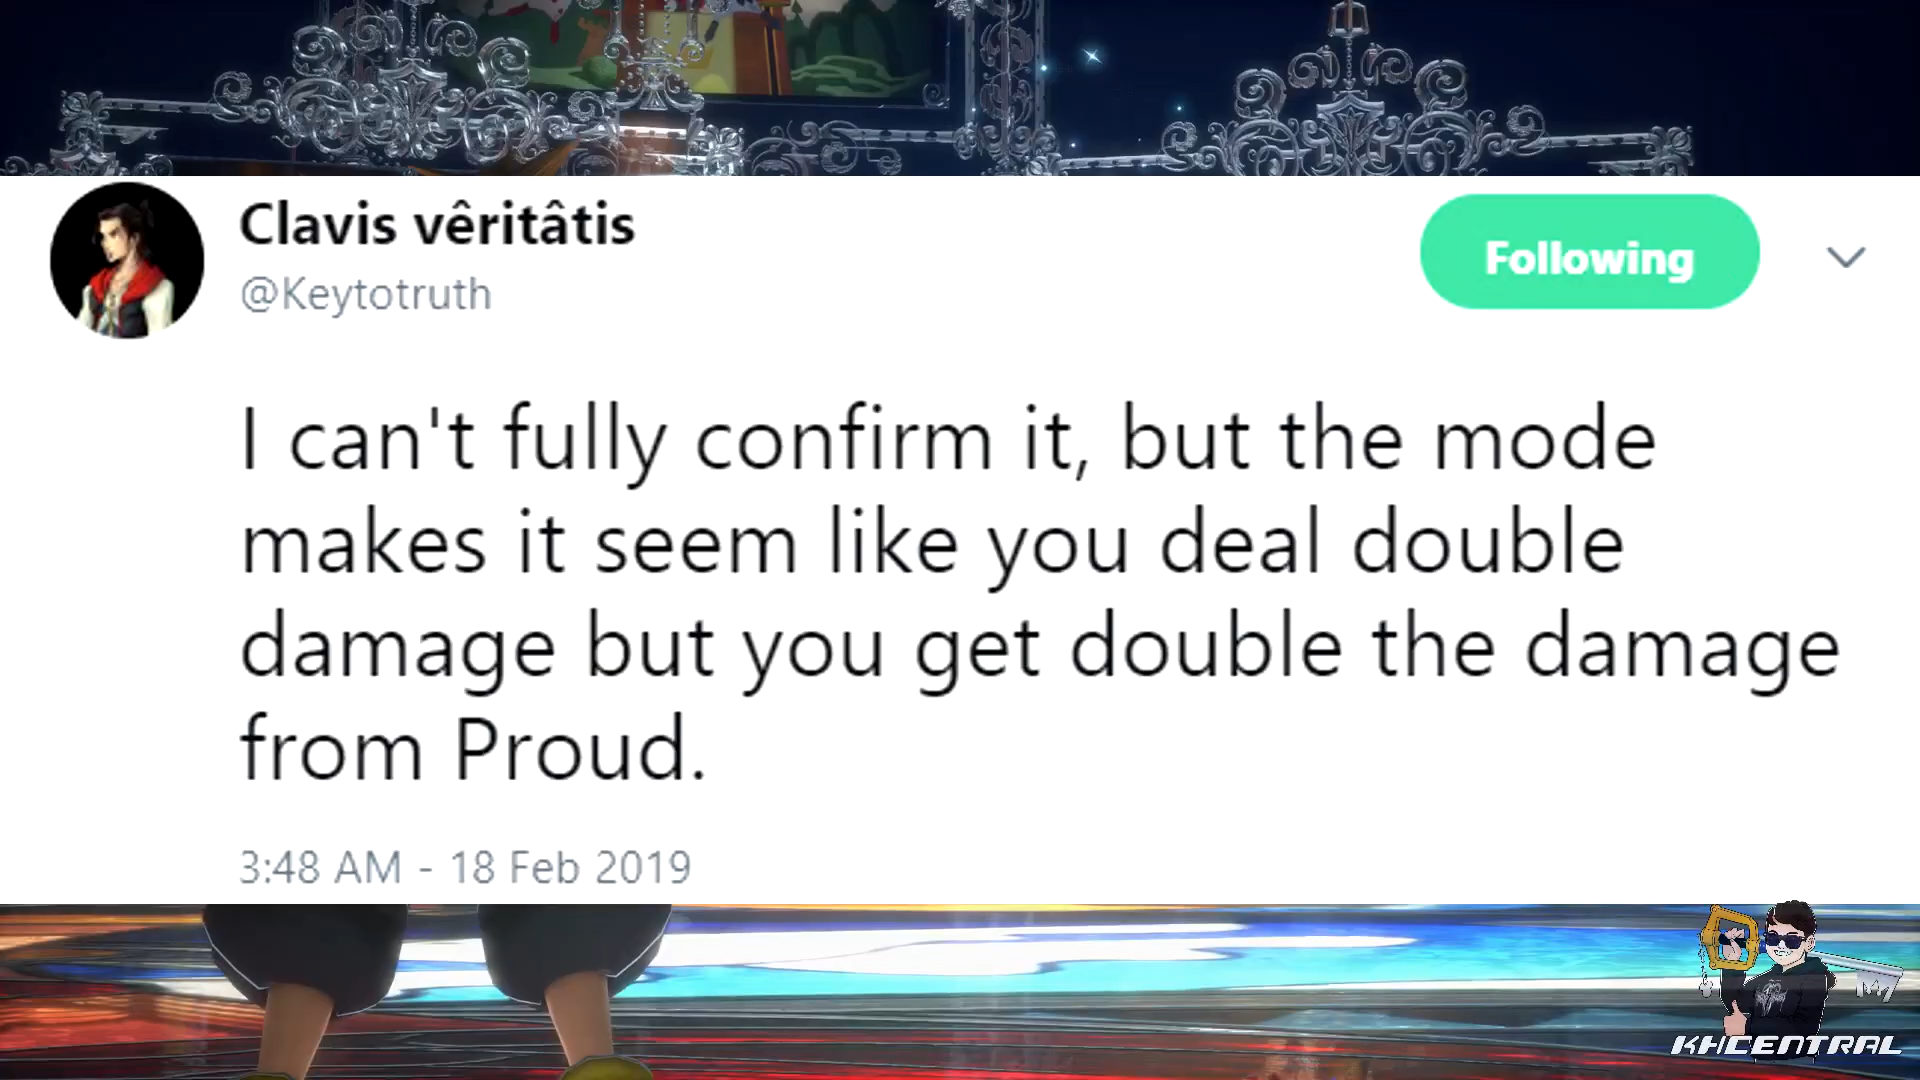 Clavis vêritâtis
@Keytotruth
Following
I can't fully confirm it, but the mode
makes it seem like you deal double
damage but you get double the damage
from Proud.
3:48 AM - 18 Feb 2019
KHCENTRAL